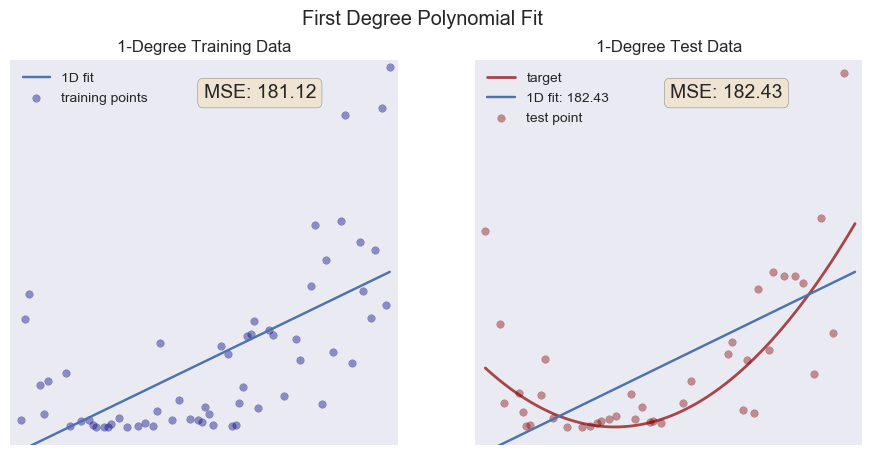 First Degree Polynomial Fit
1-Degree Training Data
1D fit
training points
MSE: 181.12
1-Degree Test Data
target
1D fit: 182.43
test point
MSE: 182.43